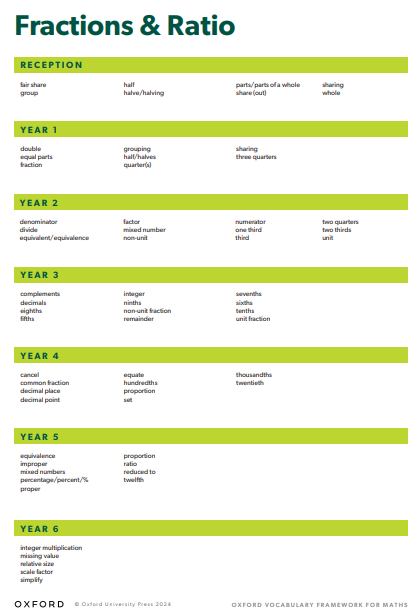 Fractions & Ratio
RECEPTION
fair share half parts/parts of a whole sharing
group halve/halving share (out) whole
YEAR 1
double grouping sharing
equal parts half/halves three quarters
fraction quarter(s)
YEAR 2
denominator factor numerator two quarters
divide mixed number one third two thirds
equivalent/equivalence non-unit third unit
YEAR 3
complements integer sevenths
decimals ninths sixths
eighths non-unit fraction tenths
fifths remainder unit fraction
YEAR 4
cancel equate thousandths
common fraction hundredths twentieth
decimal place proportion
decimal point set
YEAR 5
equivalence proportion
improper ratio
mixed numbers reduced to
percentage/percent/% twelfth
proper
YEAR 6
integer multiplication
missing value
relative size
scale factor
simplify
OXFORD © Oxford University Press 2024 OXFORD VOCABULARY FRAMEWORK FOR MATHS